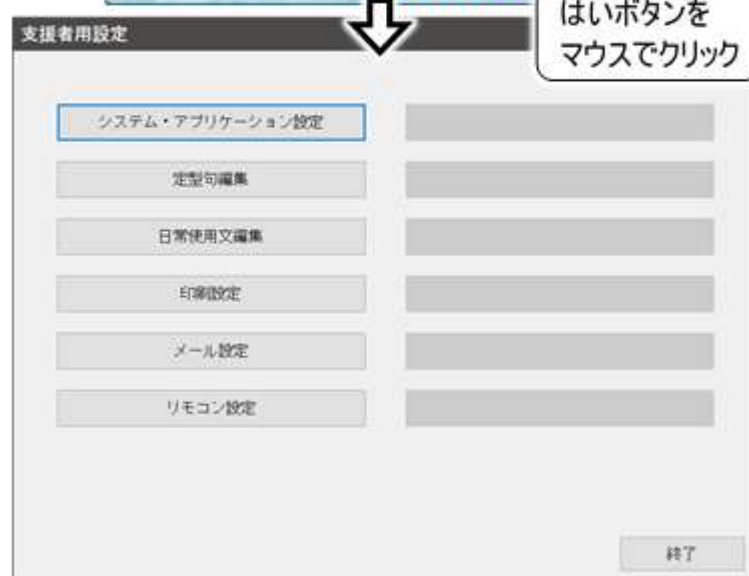 はいボタンを
マウスでクリック
支援者用設定
システム・アプリケーション設定
定型句編集
日常使用文編集
印刷設定
メール設定
リモコン設定
終了